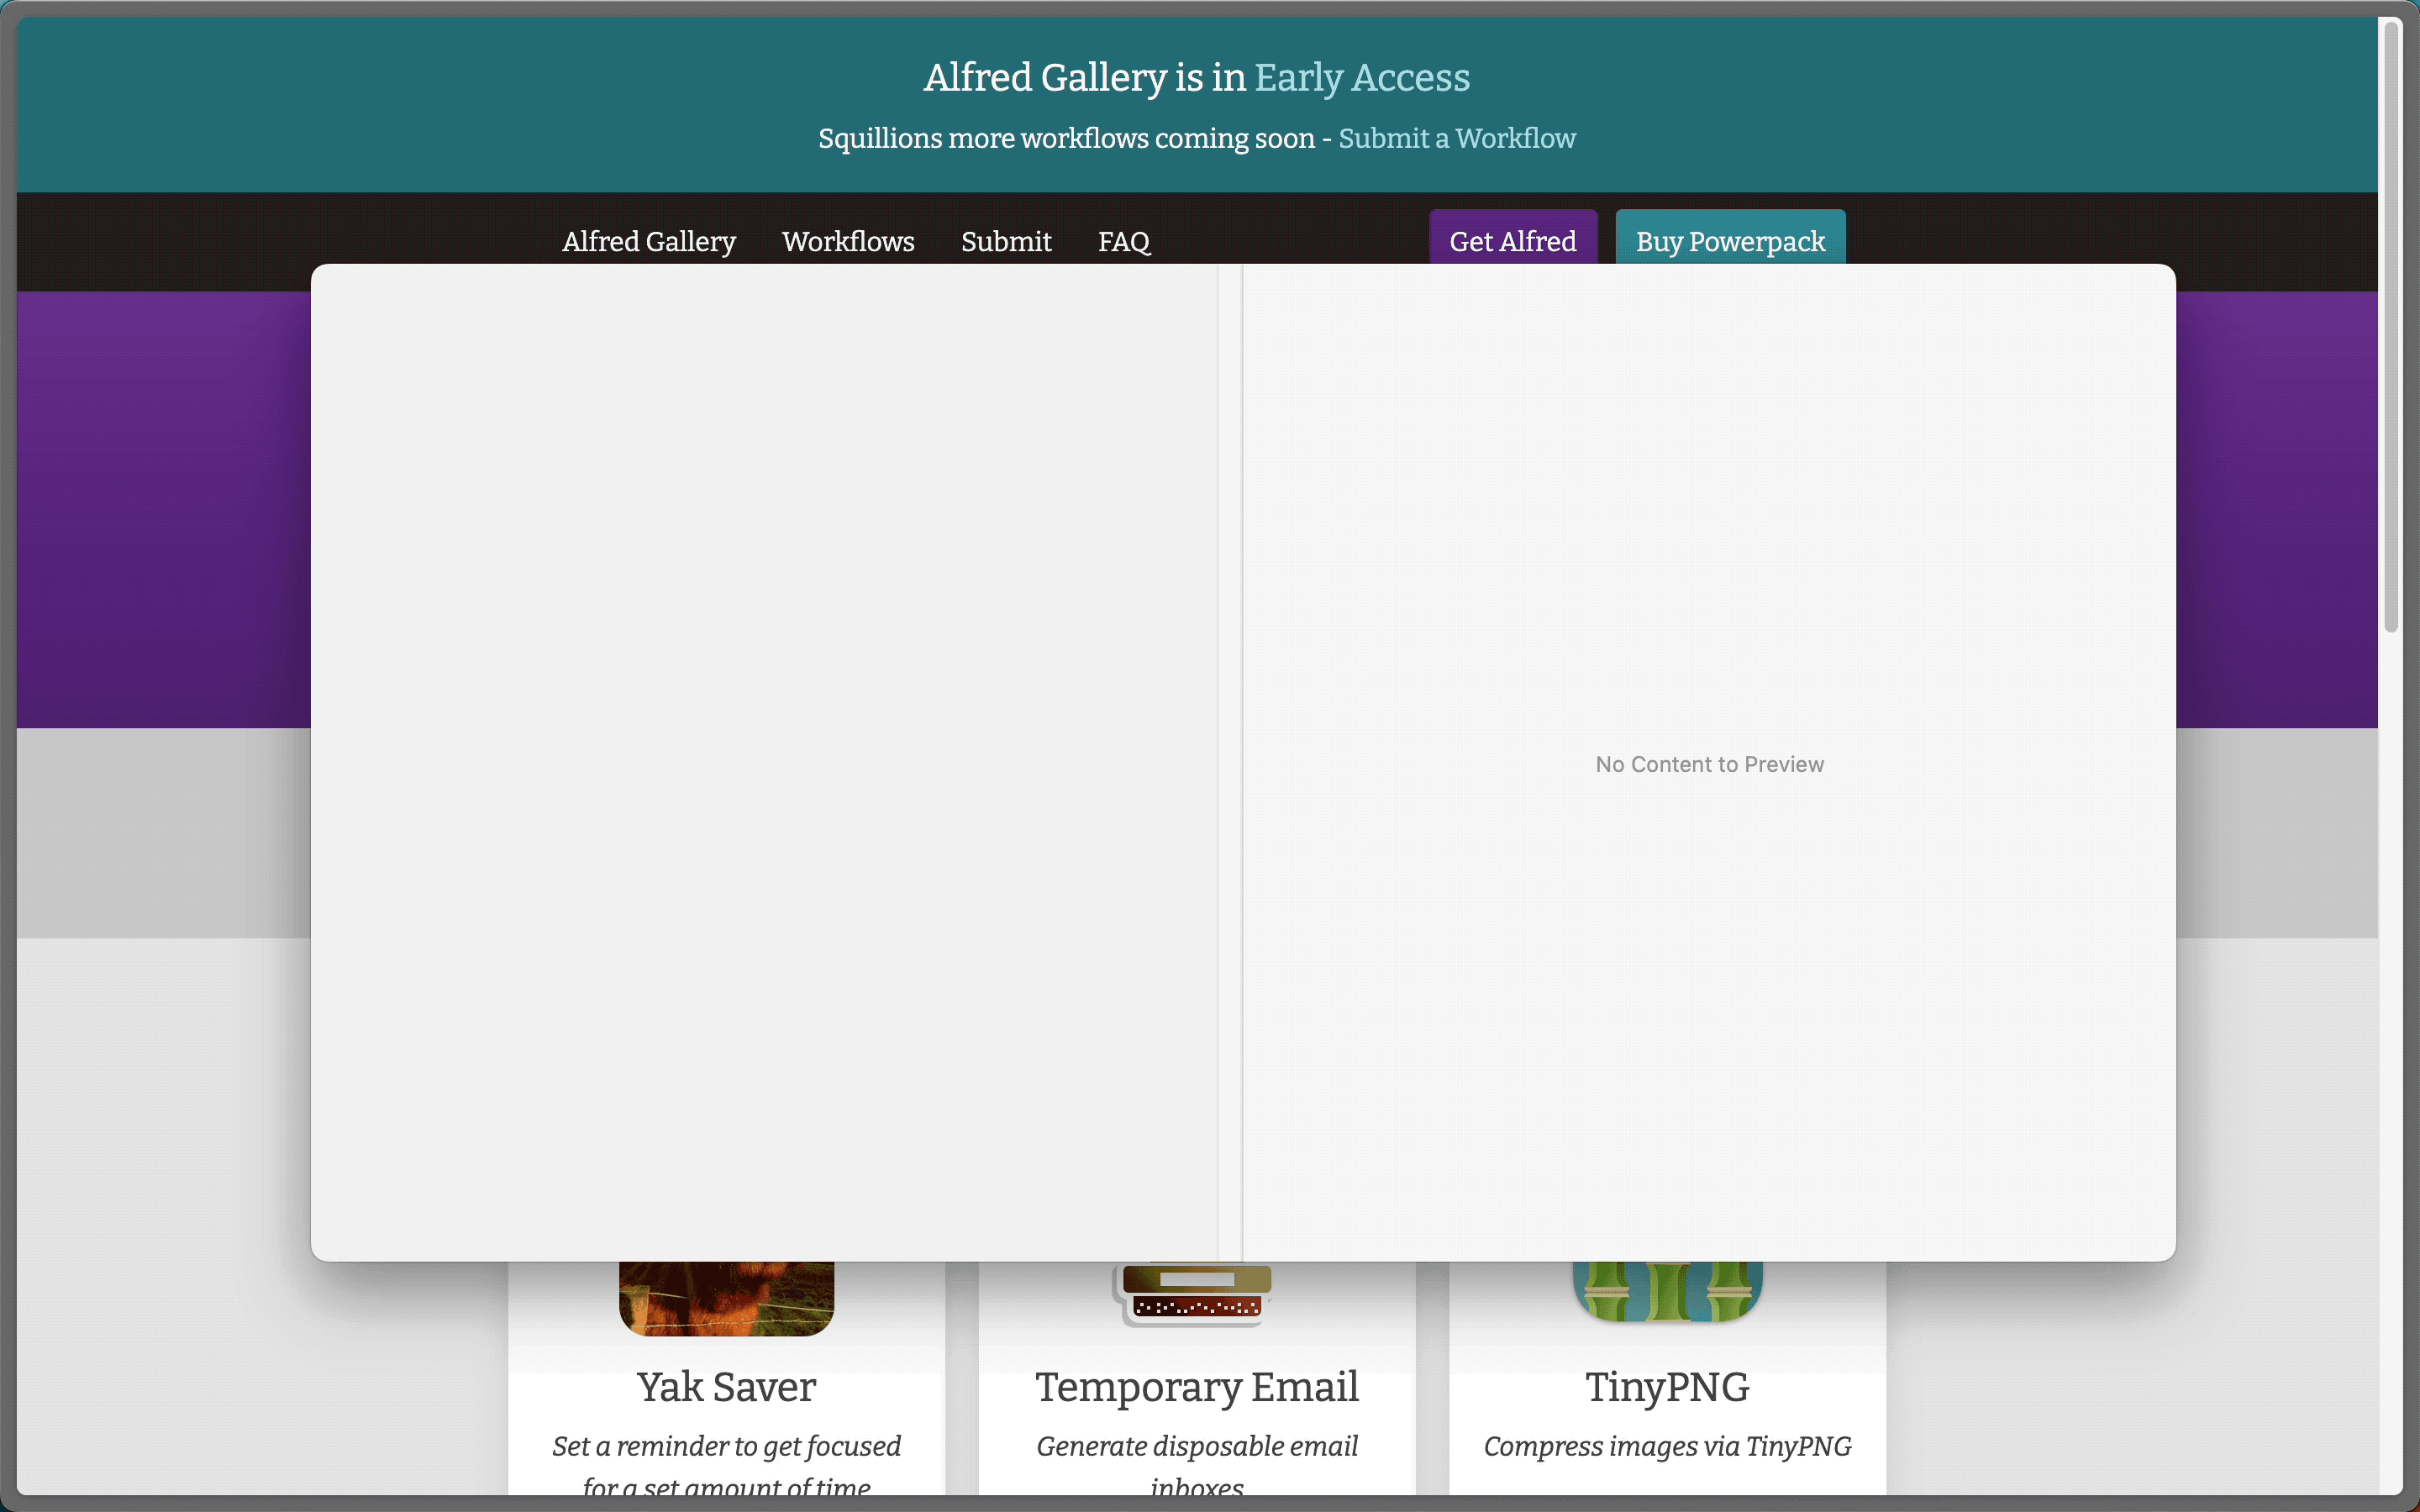 Alfred Gallery is in Early Access
Squillions more workflows coming soon - Submit a Workflow
Alfred Gallery Workflows Submit FAQ Get Alfred Buy Powerpack
No Content to Preview
Yak Saver
Set a reminder to get focused
for a set amount of time
Temporary Email
Generate disposable email
inboxes
TinyPNG
Compress images via TinyPNG